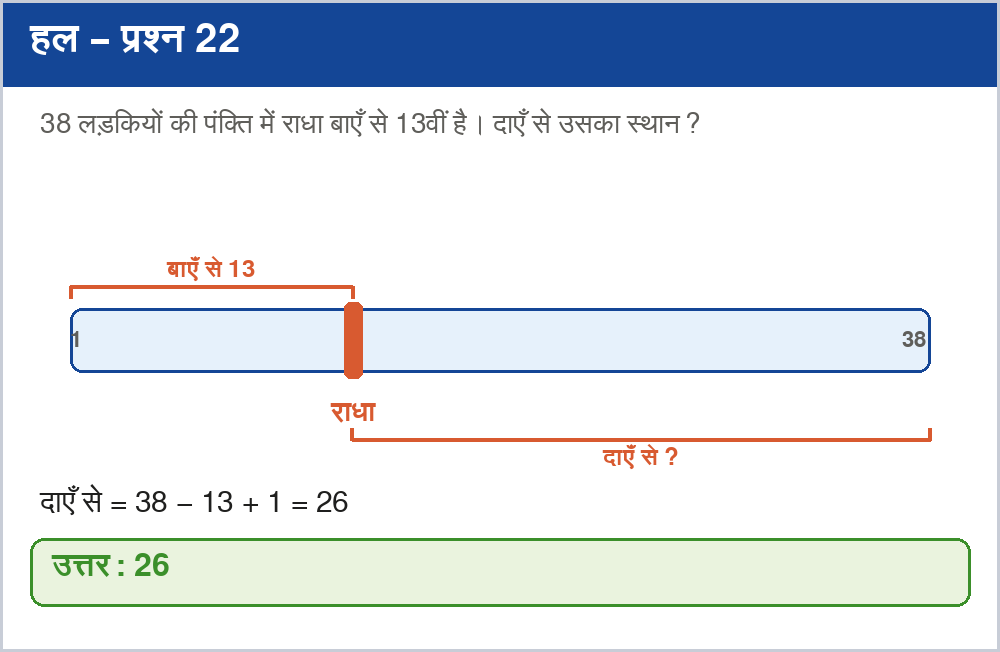 हल – प्रश्न 22
38 लड़कियों की पंक्ति में राधा बाएँ से 13वीं है। दाएँ से उसका स्थान ?
बाएँ से 13
1
38
राधा
दाएँ से ?
दाएँ से = 38 – 13 + 1 = 26
उत्तर : 26